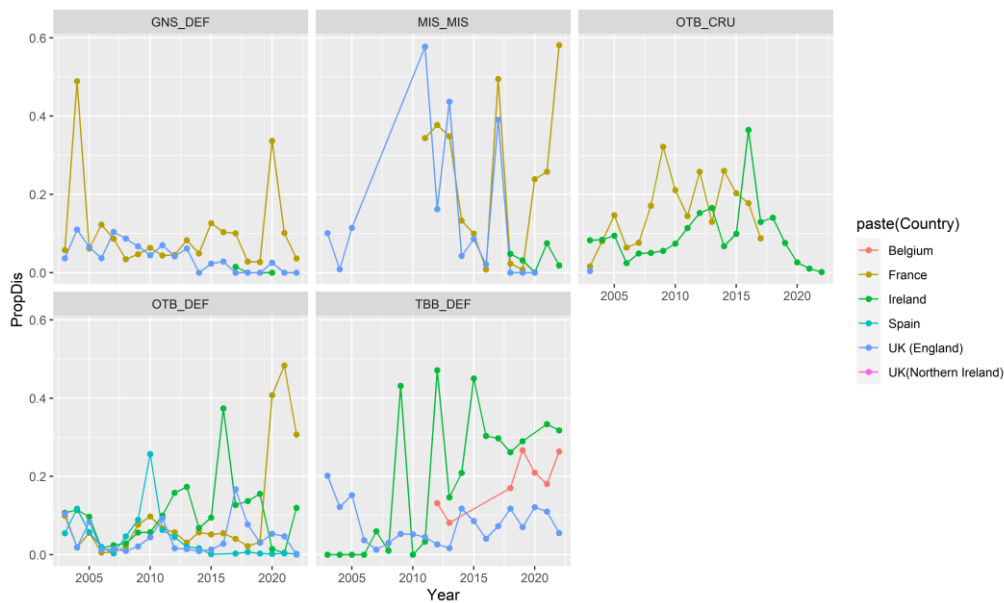 GNS_DEF
MIS_MIS
OTB_CRU
0.6
0.4
0.2
0.0
2005
2010
2015
2020
OTB_DEF
TBB_DEF
0.6
0.4
0.2
0.0
2005
2010
2015
2020
2005
2010
2015
2020
PropDis
Year
paste(Country)
Belgium
France
Ireland
Spain
UK (England)
UK(Northern Ireland)